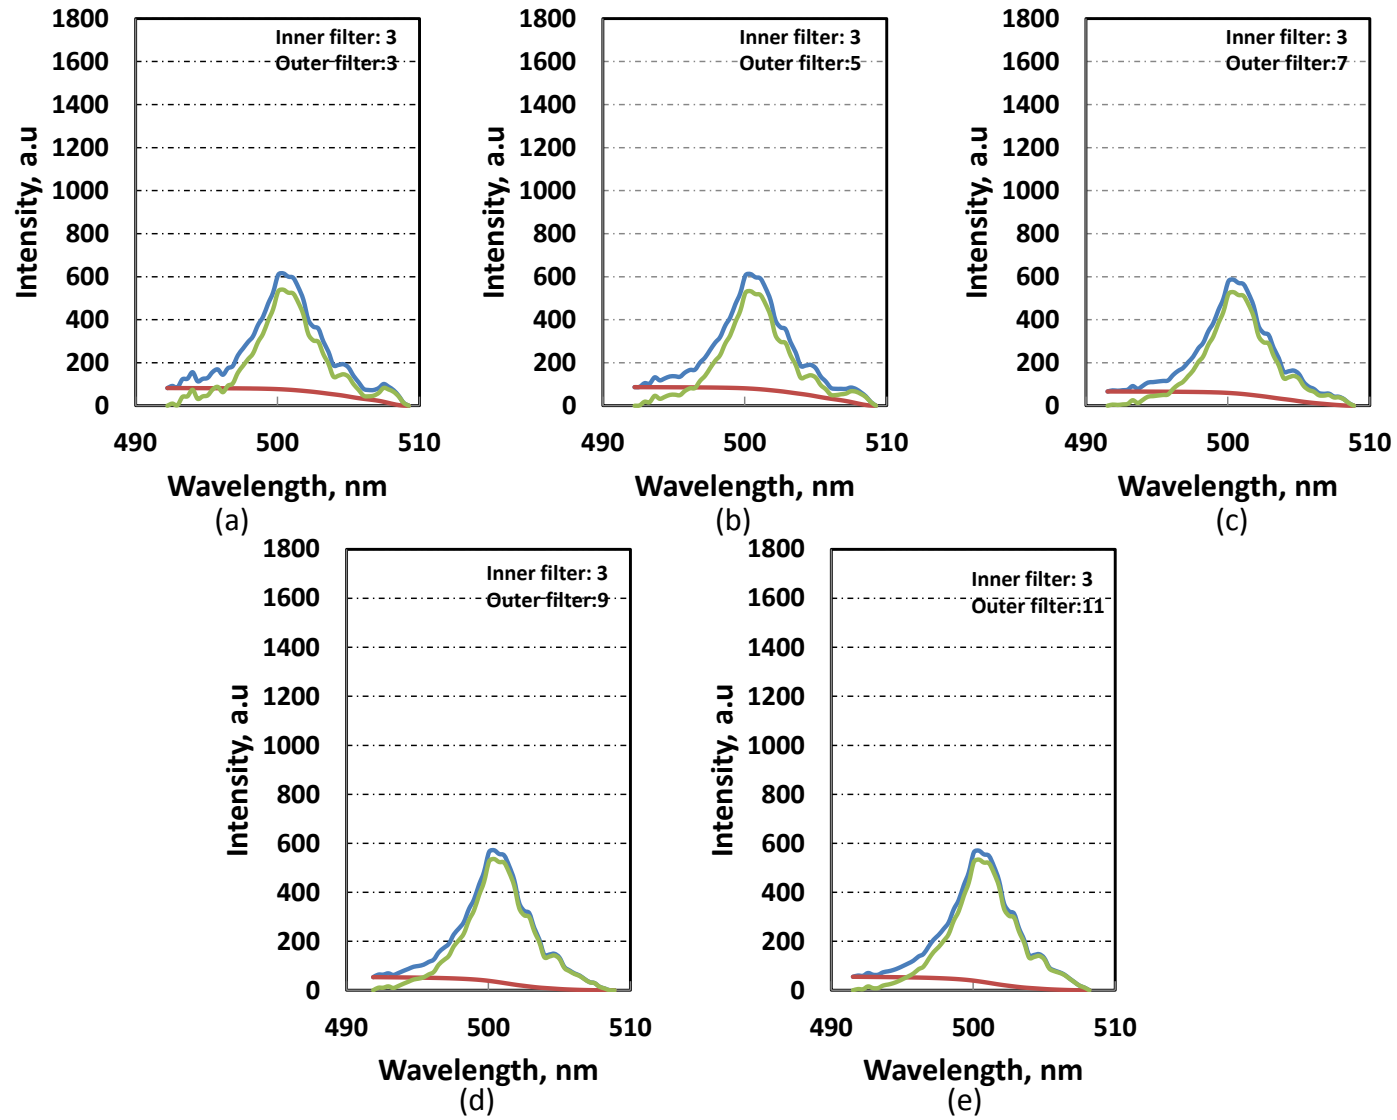 1800
1600
1400
1200
1000
800
600
400
200
0
Intensity, a.u
Inner filter: 3
Outer filter:3
490 500 510
Wavelength, nm
(a)
1800
1600
1400
1200
1000
800
600
400
200
0
Intensity, a.u
Inner filter: 3
Outer filter:5
490 500 510
Wavelength, nm
(b)
1800
1600
1400
1200
1000
800
600
400
200
0
Intensity, a.u
Inner filter: 3
Outer filter:7
490 500 510
Wavelength, nm
(c)
1800
1600
1400
1200
1000
800
600
400
200
0
Intensity, a.u
Inner filter: 3
Outer filter:9
490 500 510
Wavelength, nm
(d)
1800
1600
1400
1200
1000
800
600
400
200
0
Intensity, a.u
Inner filter: 3
Outer filter:11
490 500 510
Wavelength, nm
(e)